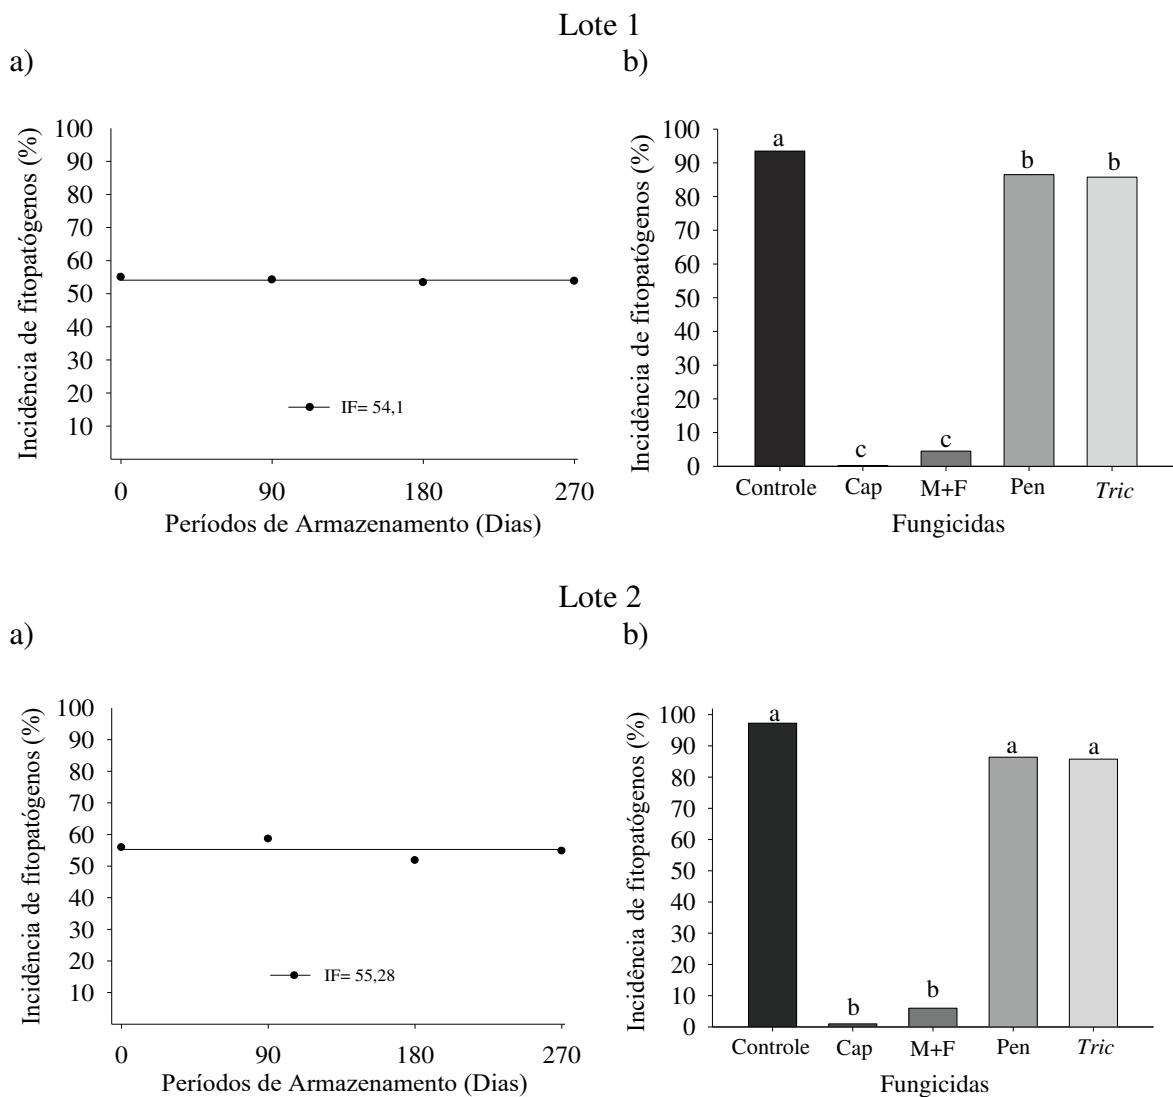 Lote 1
a)
Incidência de fitopatógenos (%)
100
90
80
70
60
50
40
30
20
10
IF= 54,1
0 90 180 270
Períodos de Armazenamento (Dias)
b)
Incidência de fitopatógenos (%)
100
90
80
70
60
50
40
30
20
10
0
a
c
c
b
b
Controle Cap M+F Pen Tric
Fungicidas
Lote 2
a)
Incidência de fitopatógenos (%)
100
90
80
70
60
50
40
30
20
10
IF= 55,28
0 90 180 270
Períodos de Armazenamento (Dias)
b)
Incidência de fitopatógenos (%)
100
90
80
70
60
50
40
30
20
10
0
a
b
b
a
a
Controle Cap M+F Pen Tric
Fungicidas